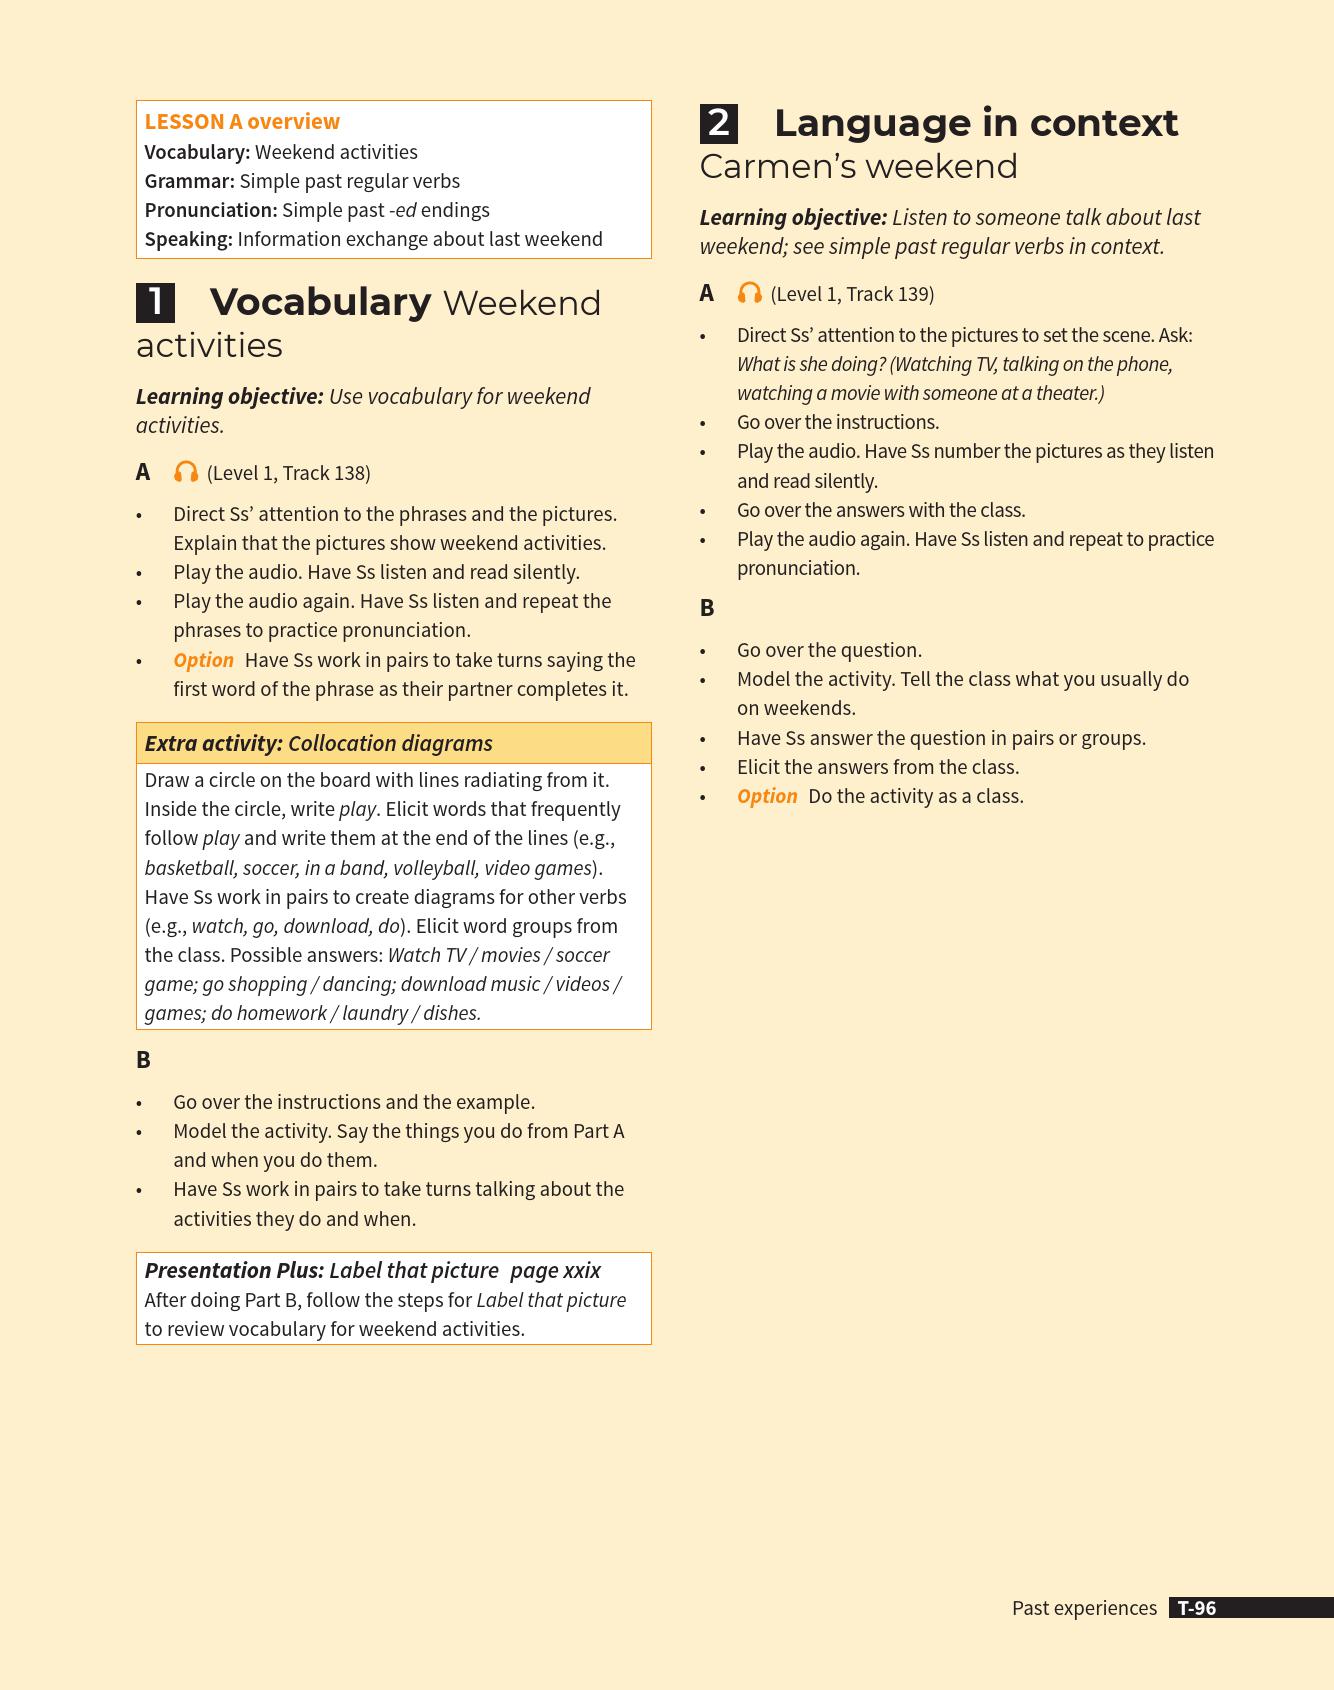 LESSON A overview
Vocabulary: Weekend activities
Grammar: Simple past regular verbs
Pronunciation: Simple past -ed endings
Speaking: Information exchange about last weekend
1 Vocabulary Weekend
activities
Learning objective: Use vocabulary for weekend
activities.
A (Level 1, Track 138)
• Direct Ss’ attention to the phrases and the pictures.
Explain that the pictures show weekend activities.
• Play the audio. Have Ss listen and read silently.
• Play the audio again. Have Ss listen and repeat the
phrases to practice pronunciation.
• Option Have Ss work in pairs to take turns saying the
first word of the phrase as their partner completes it.
Extra activity: Collocation diagrams
Draw a circle on the board with lines radiating from it.
Inside the circle, write play. Elicit words that frequently
follow play and write them at the end of the lines (e.g.,
basketball, soccer, in a band, volleyball, video games).
Have Ss work in pairs to create diagrams for other verbs
(e.g., watch, go, download, do). Elicit word groups from
the class. Possible answers: Watch TV / movies / soccer
game; go shopping / dancing; download music / videos /
games; do homework / laundry / dishes.
B
• Go over the instructions and the example.
• Model the activity. Say the things you do from Part A
and when you do them.
• Have Ss work in pairs to take turns talking about the
activities they do and when.
Presentation Plus: Label that picture page xxix
After doing Part B, follow the steps for Label that picture
to review vocabulary for weekend activities.
2 Language in context
Carmen’s weekend
Learning objective: Listen to someone talk about last
weekend; see simple past regular verbs in context.
A (Level 1, Track 139)
• Direct Ss’ attention to the pictures to set the scene. Ask:
What is she doing? (Watching TV, talking on the phone,
watching a movie with someone at a theater.)
• Go over the instructions.
• Play the audio. Have Ss number the pictures as they listen
and read silently.
• Go over the answers with the class.
• Play the audio again. Have Ss listen and repeat to practice
pronunciation.
B
• Go over the question.
• Model the activity. Tell the class what you usually do
on weekends.
• Have Ss answer the question in pairs or groups.
• Elicit the answers from the class.
• Option Do the activity as a class.
Past experiences T-96